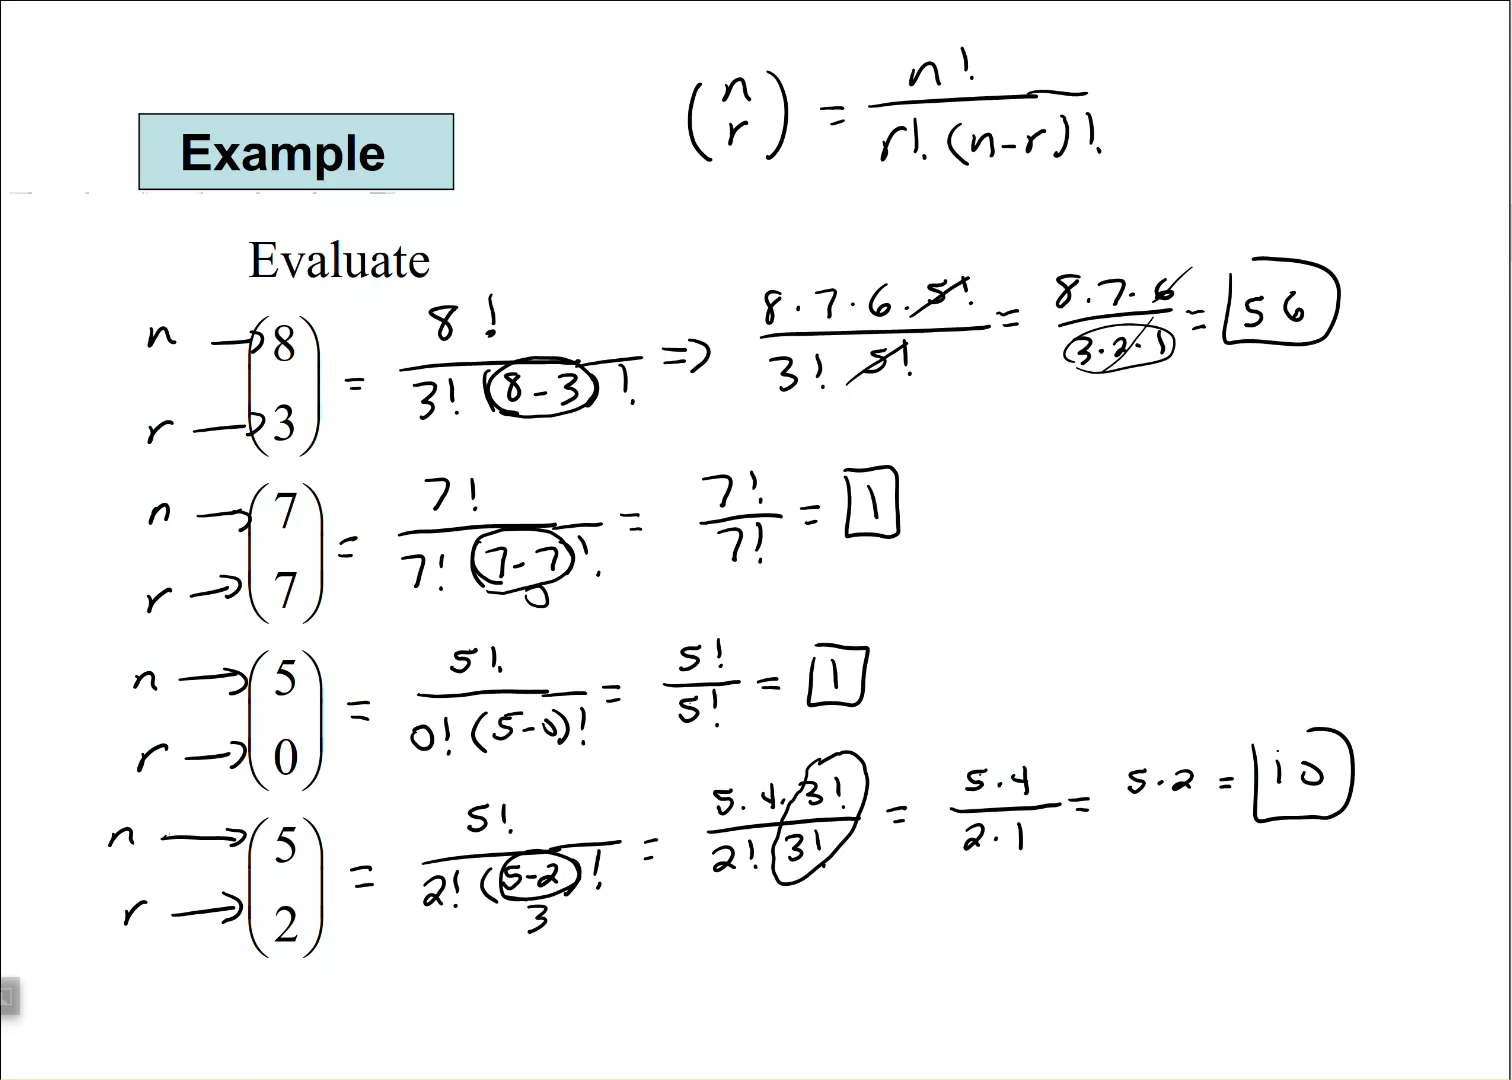 (n r) = n! / r! (n-r)!
Example
Evaluate
n → r → (8 3) = 8! / 3! (8-3)! => 8·7·6·5! / 3! 5! = 8·7·6 / 3·2·1 = 56
n → r → (7 7) = 7! / 7! (7-7)! 0 = 7! / 7! = 1
n → r → (5 0) = 5! / 0! (5-0)! = 5! / 5! = 1
n → r → (5 2) = 5! / 2! (5-2)! 3 = 5·4·3! / 2! 3! = 5·4 / 2·1 = 5·2 = 10